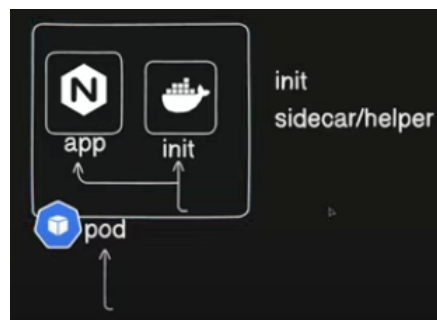 N
app
init
pod
init
sidecar/helper